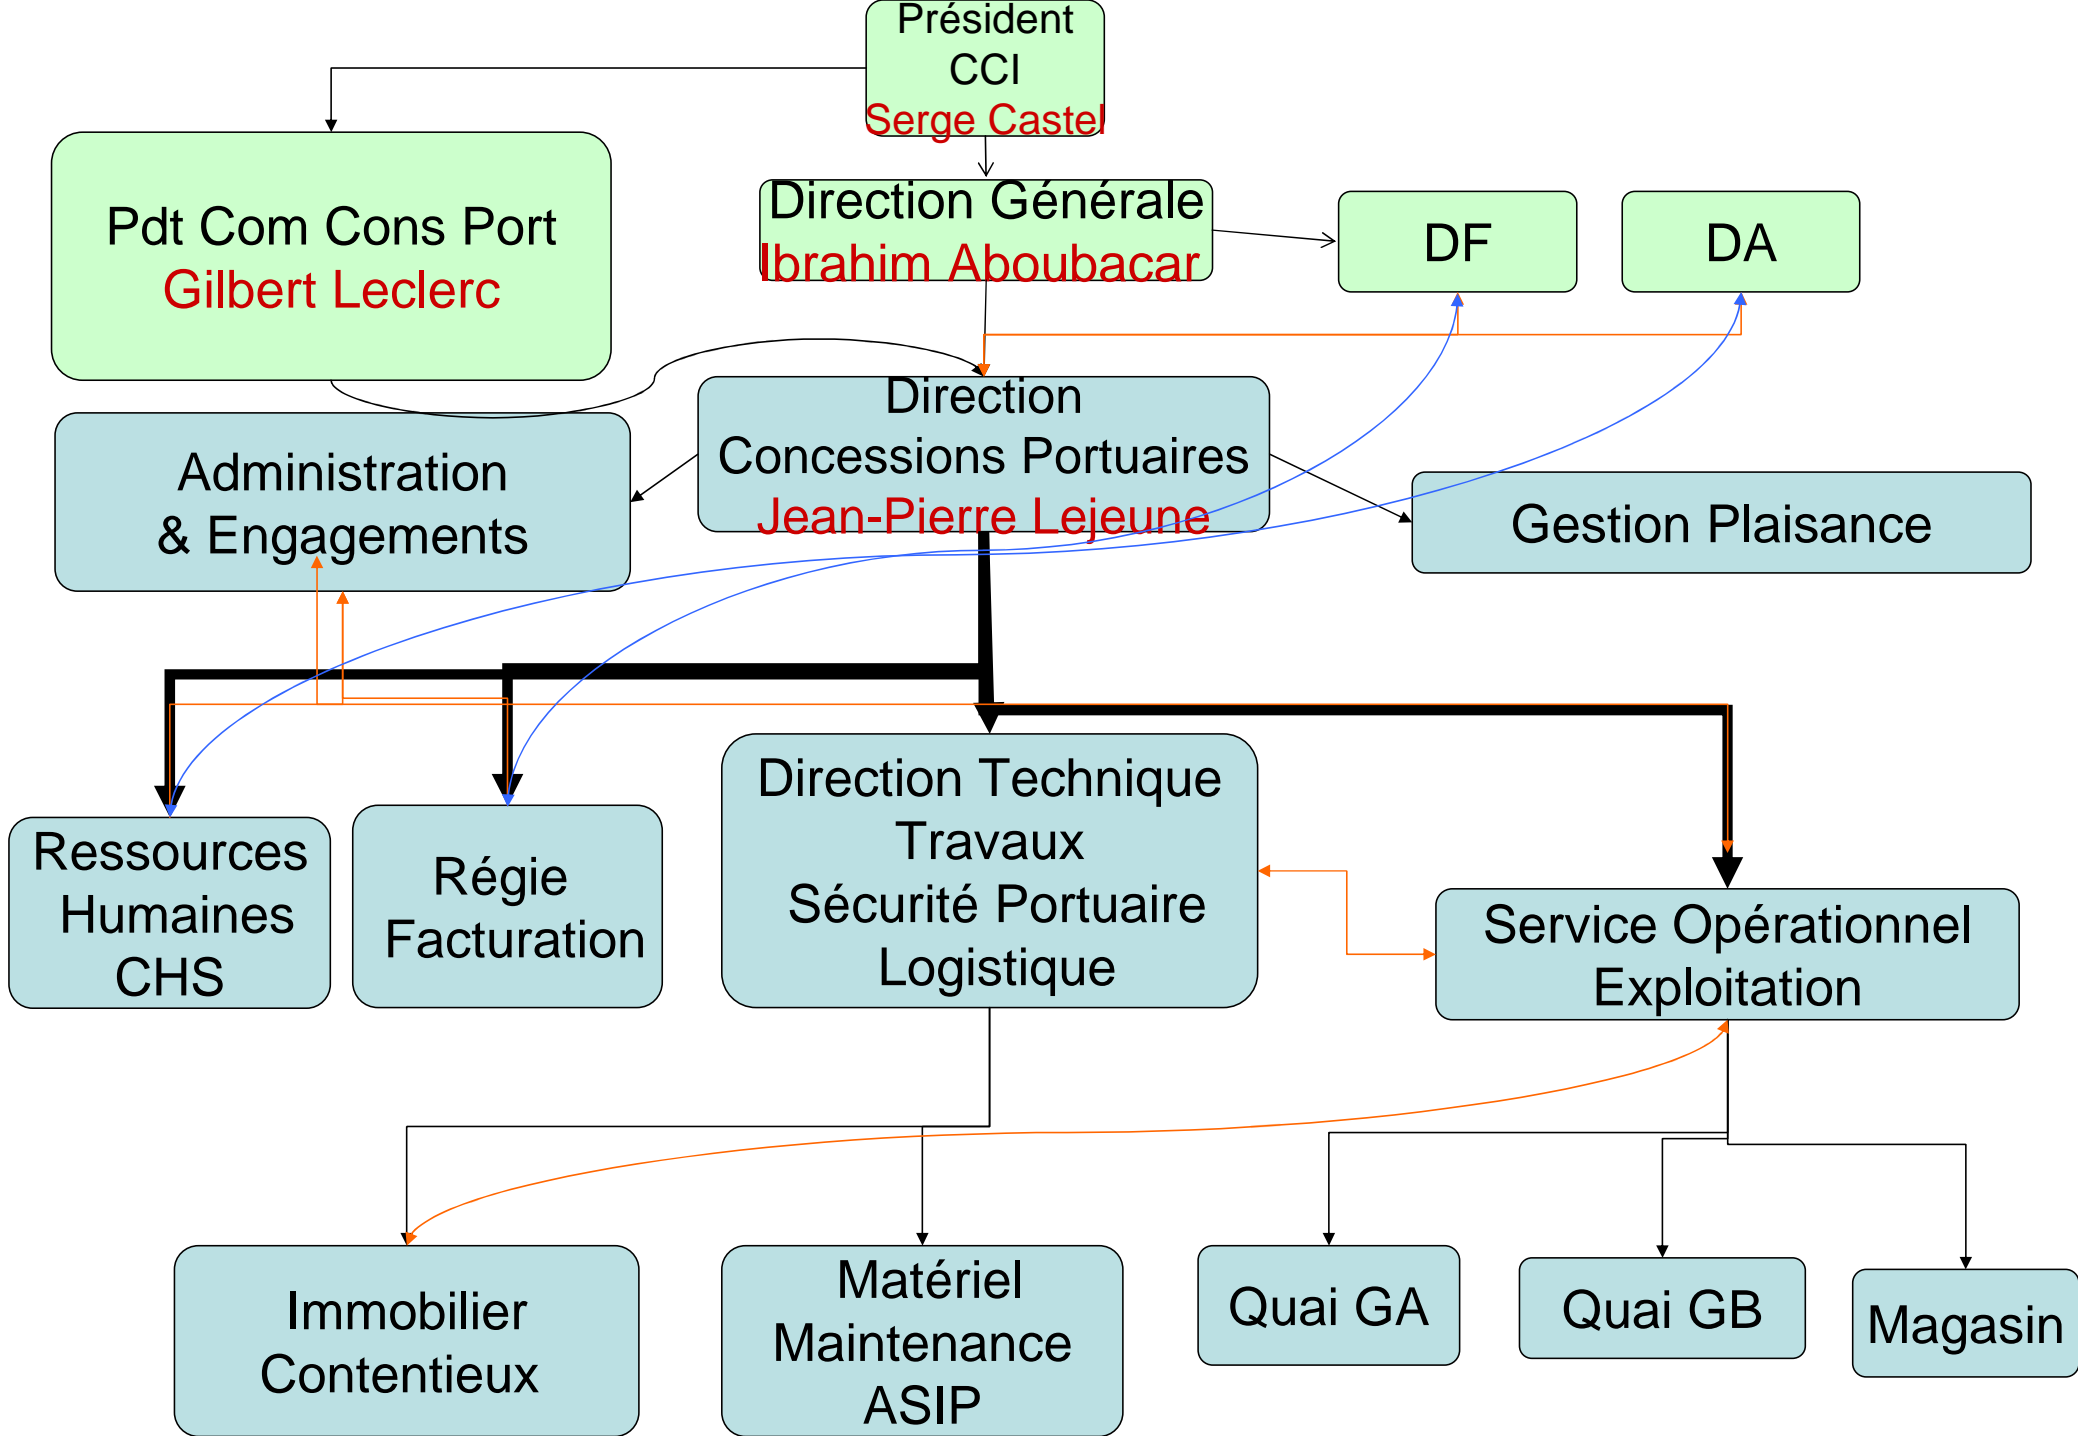 Président
CCI
Serge Castel
Pdt Com Cons Port
Gilbert Leclerc
Direction Générale
Ibrahim Aboubacar
DF
DA
Direction
Concessions Portuaires
Jean-Pierre Lejeune
Administration
& Engagements
Gestion Plaisance
Ressources
Humaines
CHS
Régie
Facturation
Direction Technique
Travaux
Sécurité Portuaire
Logistique
Service Opérationnel
Exploitation
Immobilier
Contentieux
Matériel
Maintenance
ASIP
Quai GA
Quai GB
Magasin